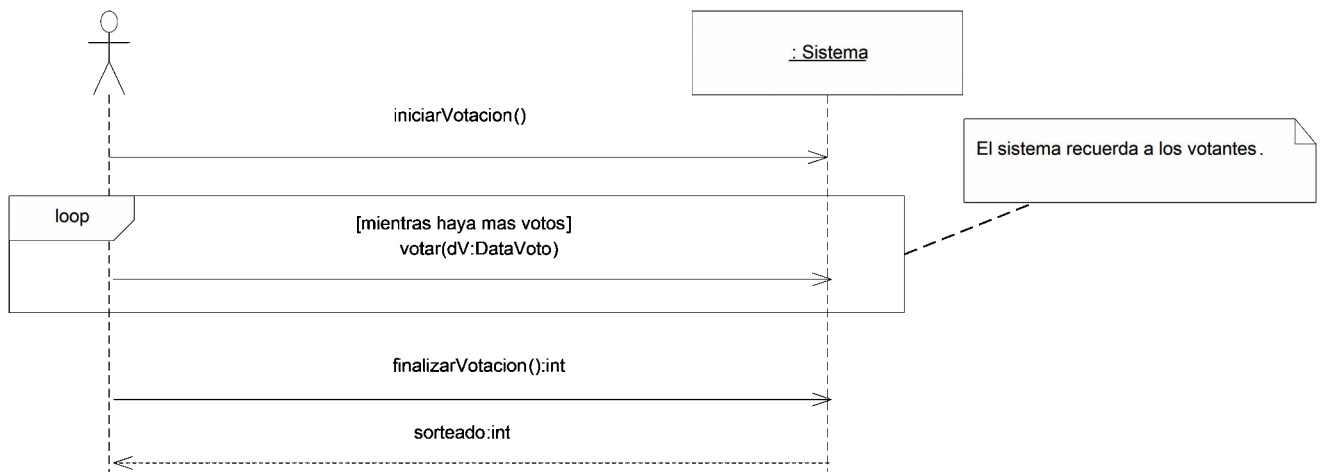 : Sistema
iniciarVotacion()
El sistema recuerda a los votantes.
loop
[mientras haya mas votos]
votar(dV:DataVoto)
finalizarVotacion():int
sorteado:int